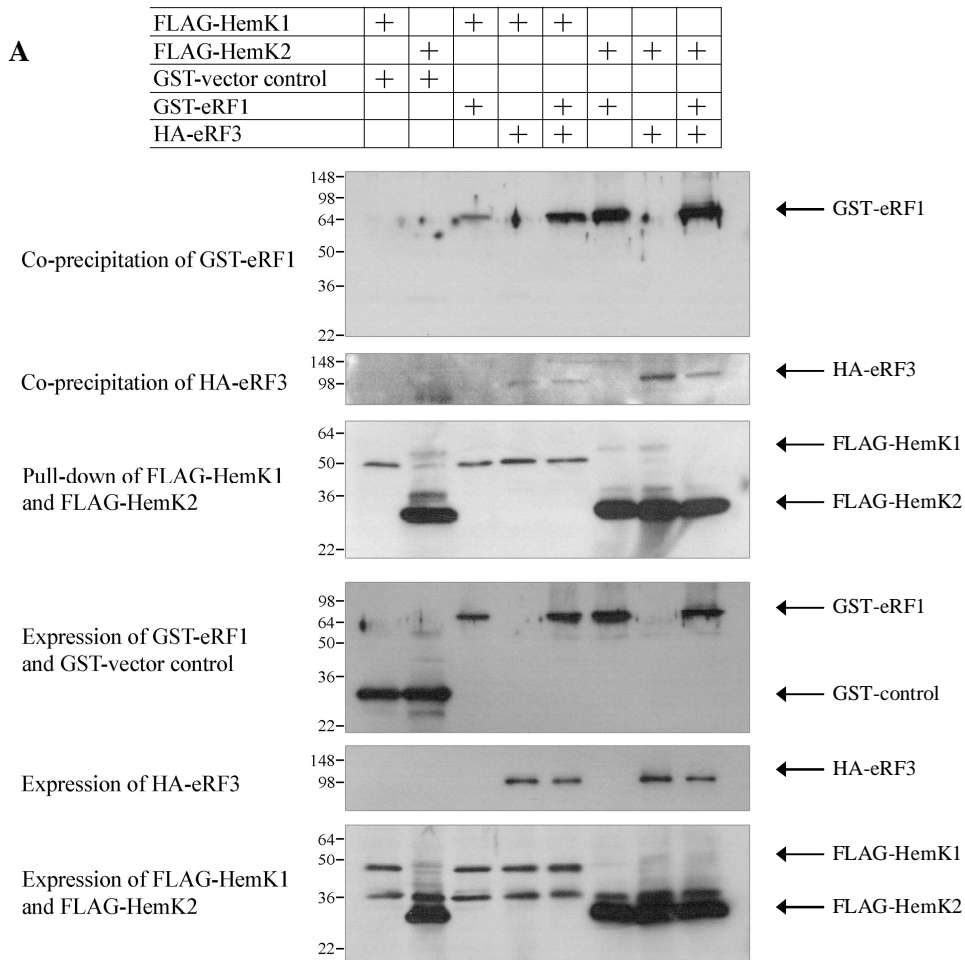 A
FLAG-HemK1 + + + +
FLAG-HemK2 + + + +
GST-vector control + +
GST-eRF1 + + + +
HA-eRF3 + + + +
148
98
64
50
36
22
Co-precipitation of GST-eRF1
GST-eRF1
148
98
Co-precipitation of HA-eRF3
HA-eRF3
64
50
36
22
Pull-down of FLAG-HemK1
and FLAG-HemK2
FLAG-HemK1
FLAG-HemK2
98
64
50
36
22
Expression of GST-eRF1
and GST-vector control
GST-eRF1
GST-control
148
98
Expression of HA-eRF3
HA-eRF3
64
50
36
22
Expression of FLAG-HemK1
and FLAG-HemK2
FLAG-HemK1
FLAG-HemK2